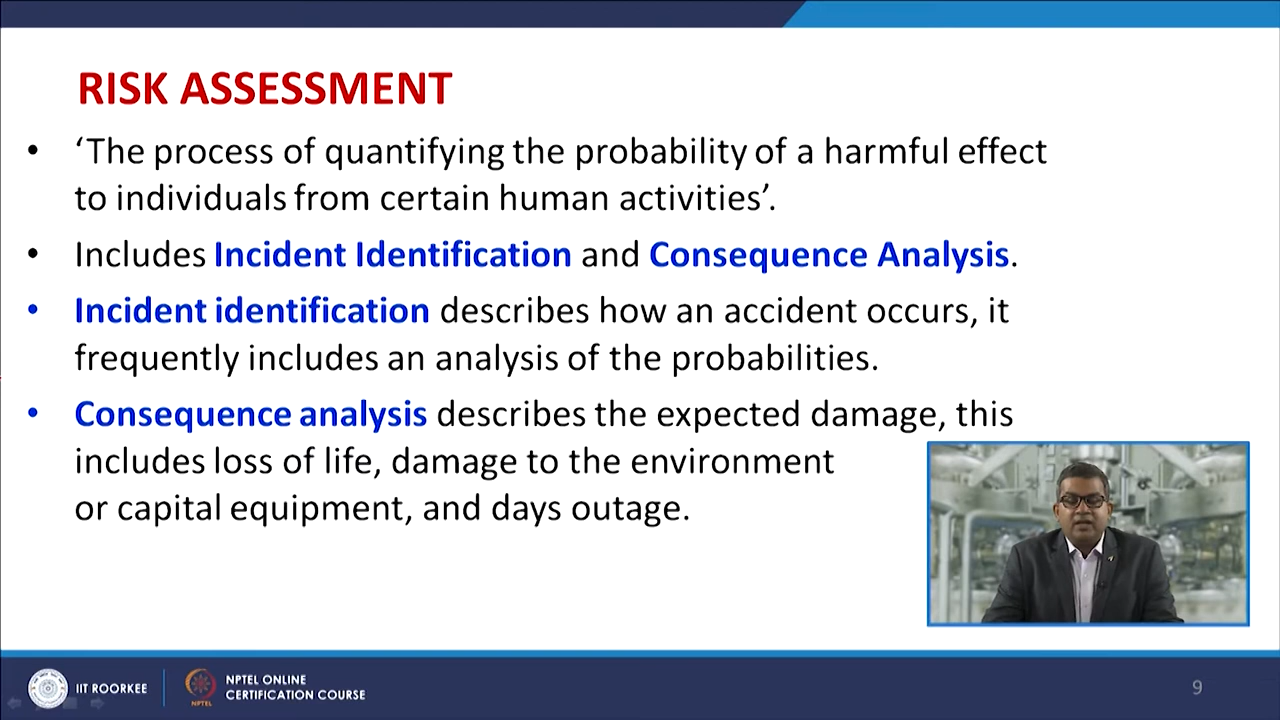 RISK ASSESSMENT
• ‘The process of quantifying the probability of a harmful effect
to individuals from certain human activities’.
• Includes Incident Identification and Consequence Analysis.
• Incident identification describes how an accident occurs, it
frequently includes an analysis of the probabilities.
• Consequence analysis describes the expected damage, this
includes loss of life, damage to the environment
or capital equipment, and days outage.
IIT ROORKEE
NPTEL
NPTEL ONLINE
CERTIFICATION COURSE
9